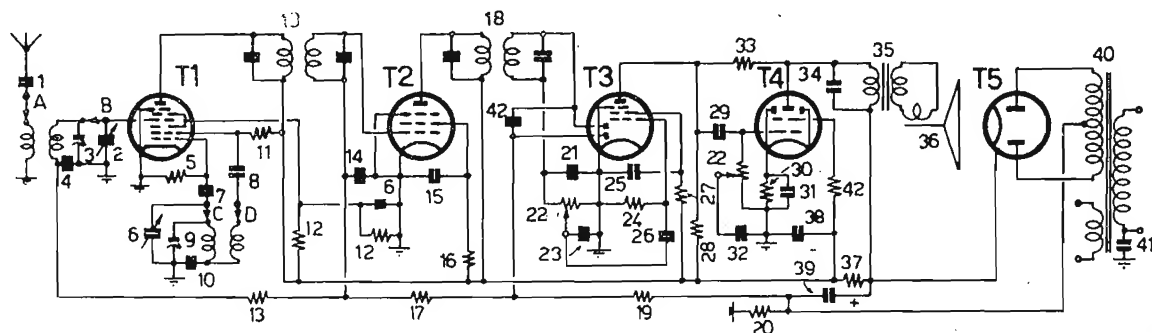 10 18 33 35 40
1 T1 T2 T3 T4 34 T5
A B 42 29 36
3 2 11 14 21 25 22 30
4 5 8 15 27 31 42
7 6 22 24
6 C D 12 26 28 38 41
9 12 16 23 32 39 37
10
13 17 19 20 +